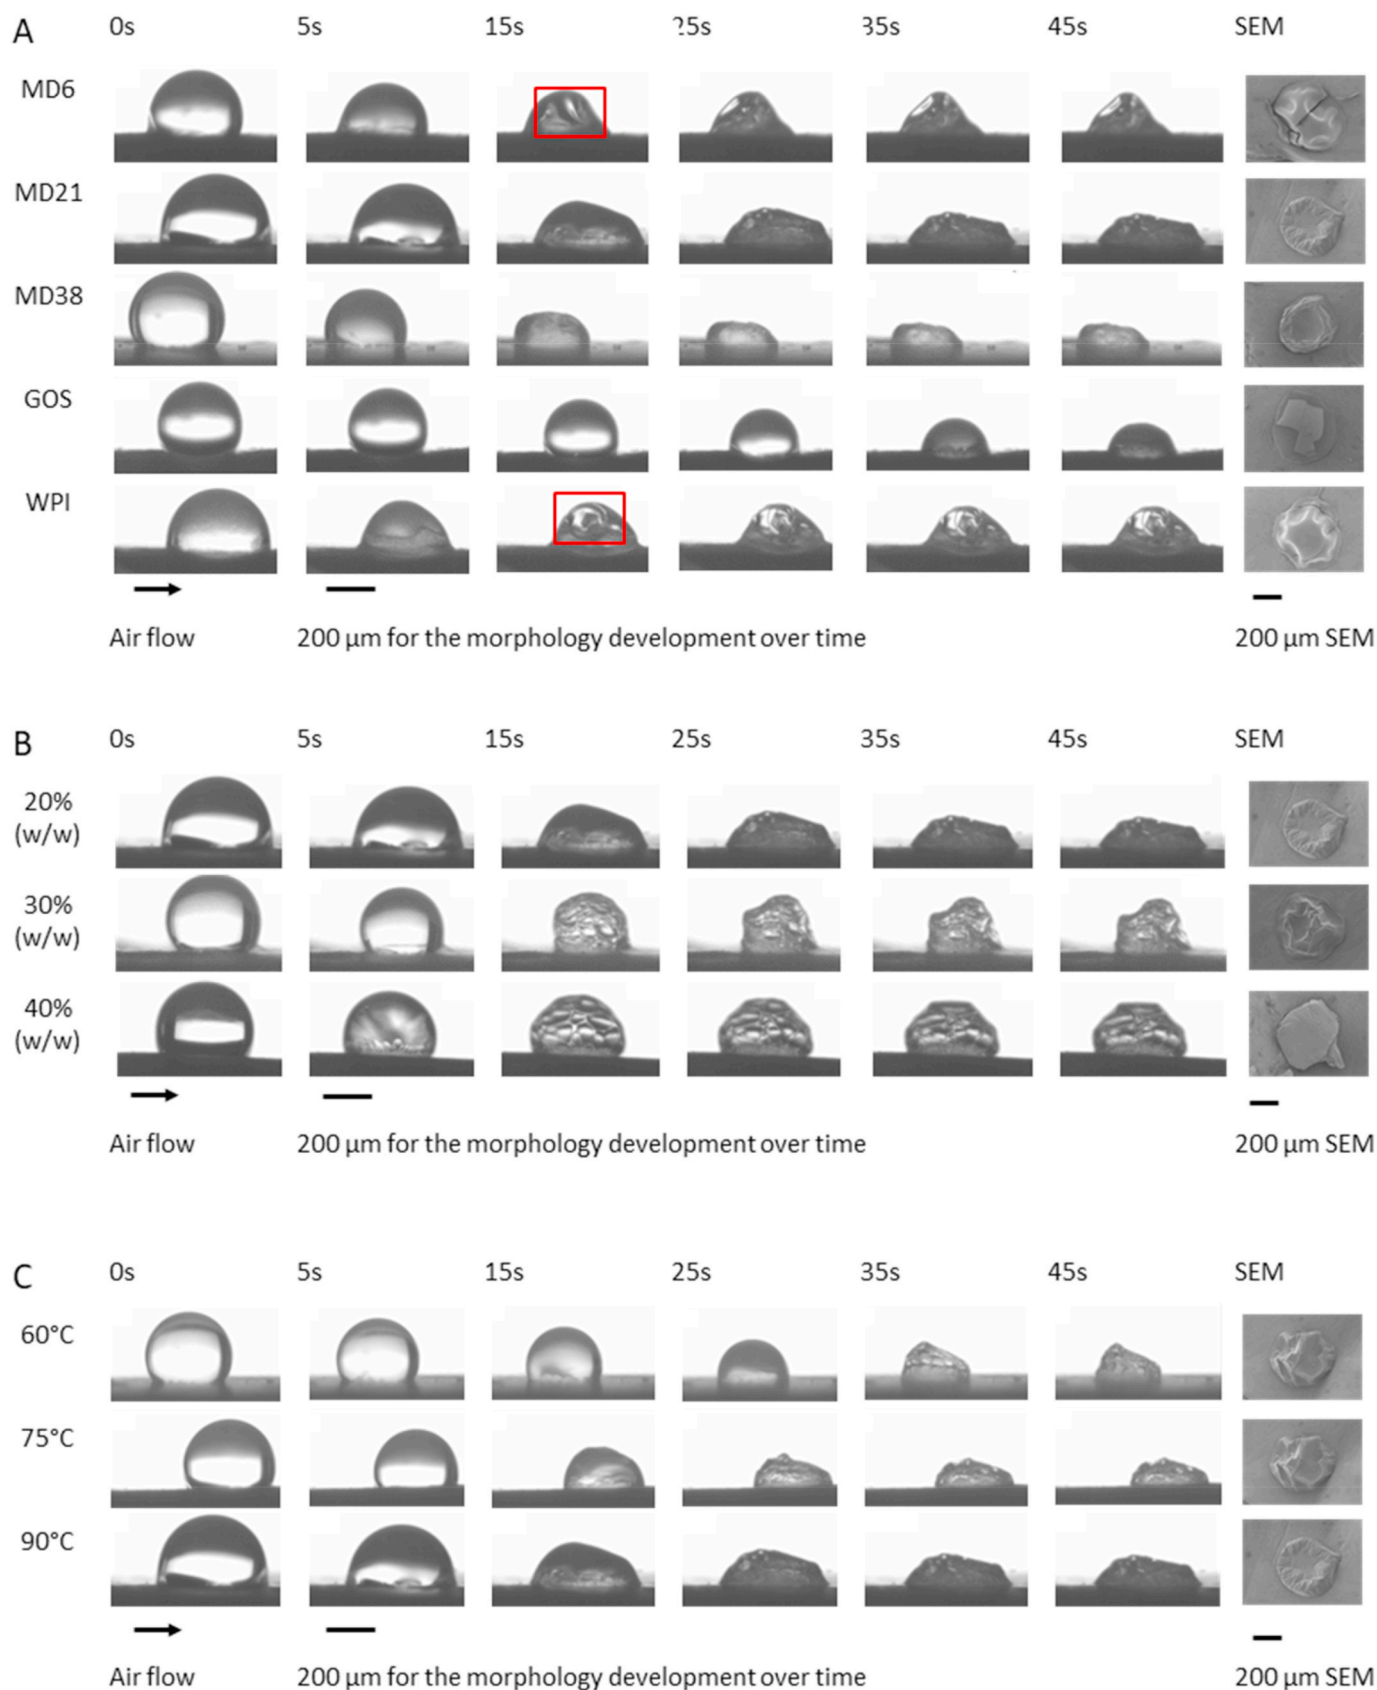 A 0s 5s 15s 25s 35s 45s SEM
MD6
MD21
MD38
GOS
WPI
Air flow 200 µm for the morphology development over time 200 µm SEM
B 0s 5s 15s 25s 35s 45s SEM
20%
(w/w)
30%
(w/w)
40%
(w/w)
Air flow 200 µm for the morphology development over time 200 µm SEM
C 0s 5s 15s 25s 35s 45s SEM
60°C
75°C
90°C
Air flow 200 µm for the morphology development over time 200 µm SEM